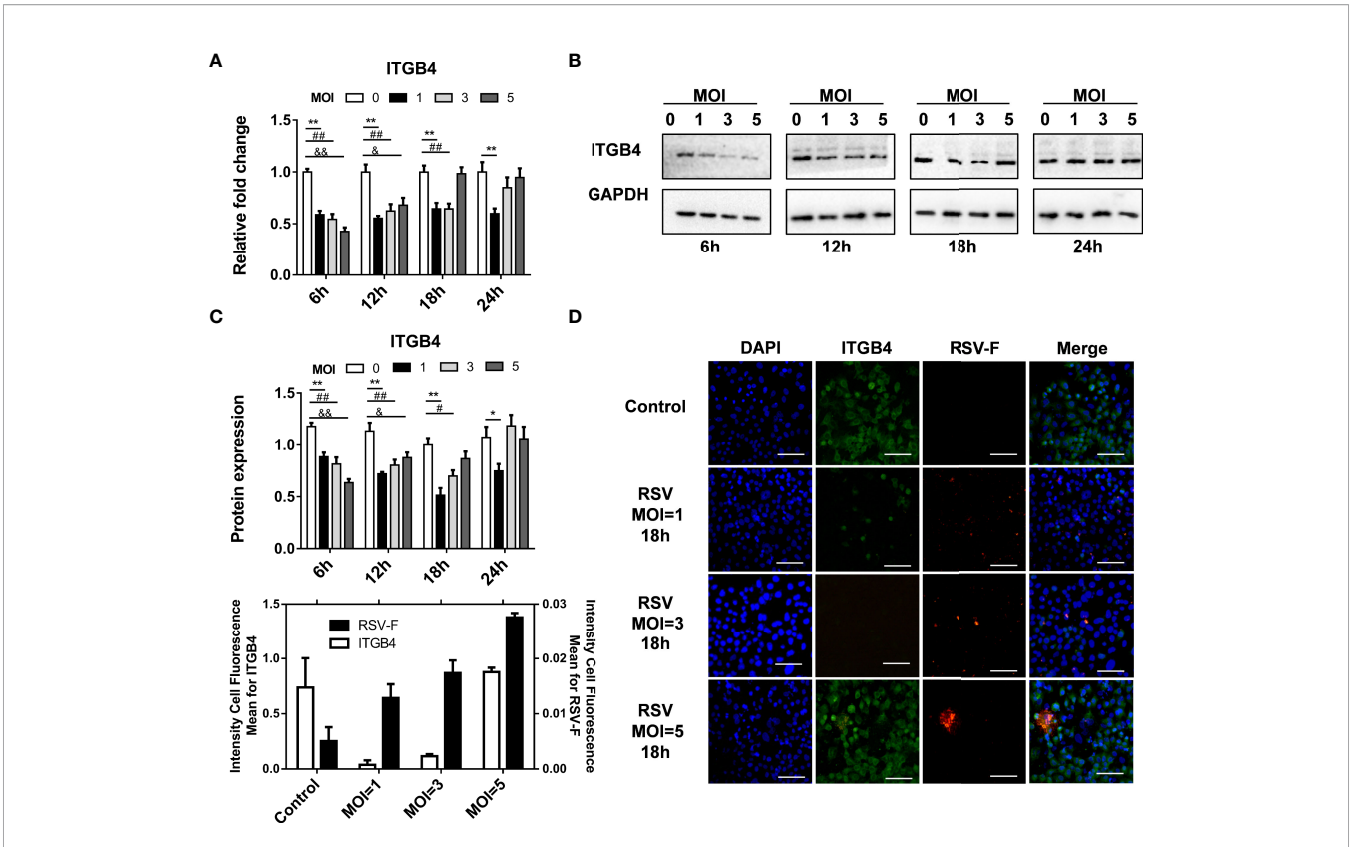 A
ITGB4
MOI 0 1 3 5
Relative fold change
1.5
1.0
0.5
0.0
** ** ** **
## ## ##
&& &
6h 12h 18h 24h
B
MOI MOI MOI MOI
0 1 3 5 0 1 3 5 0 1 3 5 0 1 3 5
ITGB4
GAPDH
6h 12h 18h 24h
C
ITGB4
MOI 0 1 3 5
Protein expression
1.5
1.0
0.5
0.0
** ** ** *
## ## #
&& &
6h 12h 18h 24h
Intensity Cell Fluorescence
Mean for ITGB4
1.5
1.0
0.5
0.0
RSV-F
ITGB4
0.03
0.02
0.01
0.00
Intensity Cell Fluorescence
Mean for RSV-F
Control MOI=1 MOI=3 MOI=5
D
DAPI ITGB4 RSV-F Merge
Control
RSV
MOI=1
18h
RSV
MOI=3
18h
RSV
MOI=5
18h